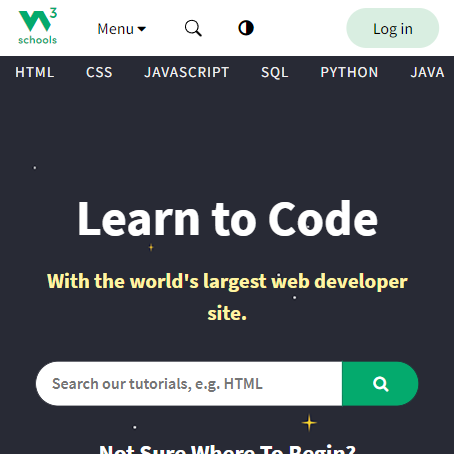 3
schools
Menu
Log in
HTML CSS JAVASCRIPT SQL PYTHON JAVA
Learn to Code
With the world's largest web developer
site.
Search our tutorials, e.g. HTML
Not Sure Where To Begin?